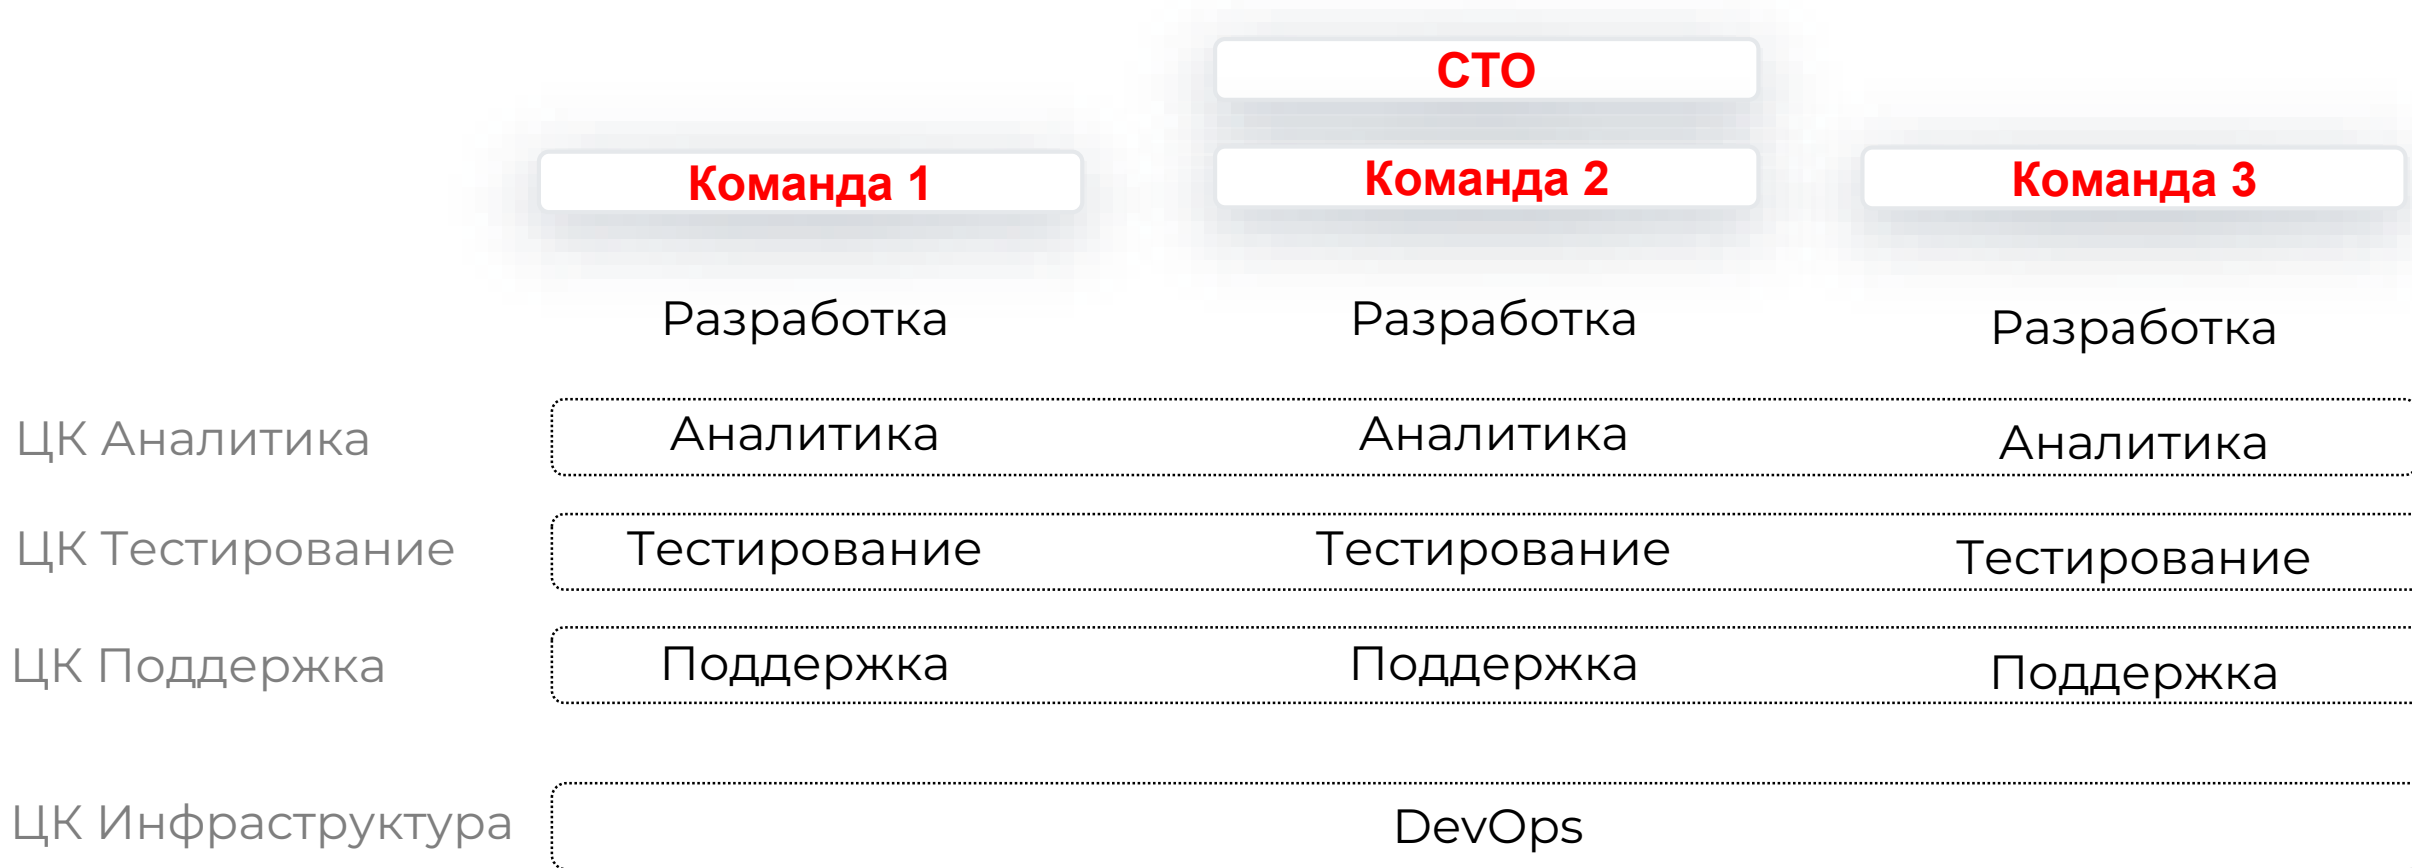 СТО
Команда 1
Команда 2
Команда 3
Разработка
Разработка
Разработка
ЦК Аналитика
Аналитика
Аналитика
Аналитика
ЦК Тестирование
Тестирование
Тестирование
Тестирование
ЦК Поддержка
Поддержка
Поддержка
Поддержка
ЦК Инфраструктура
DevOps